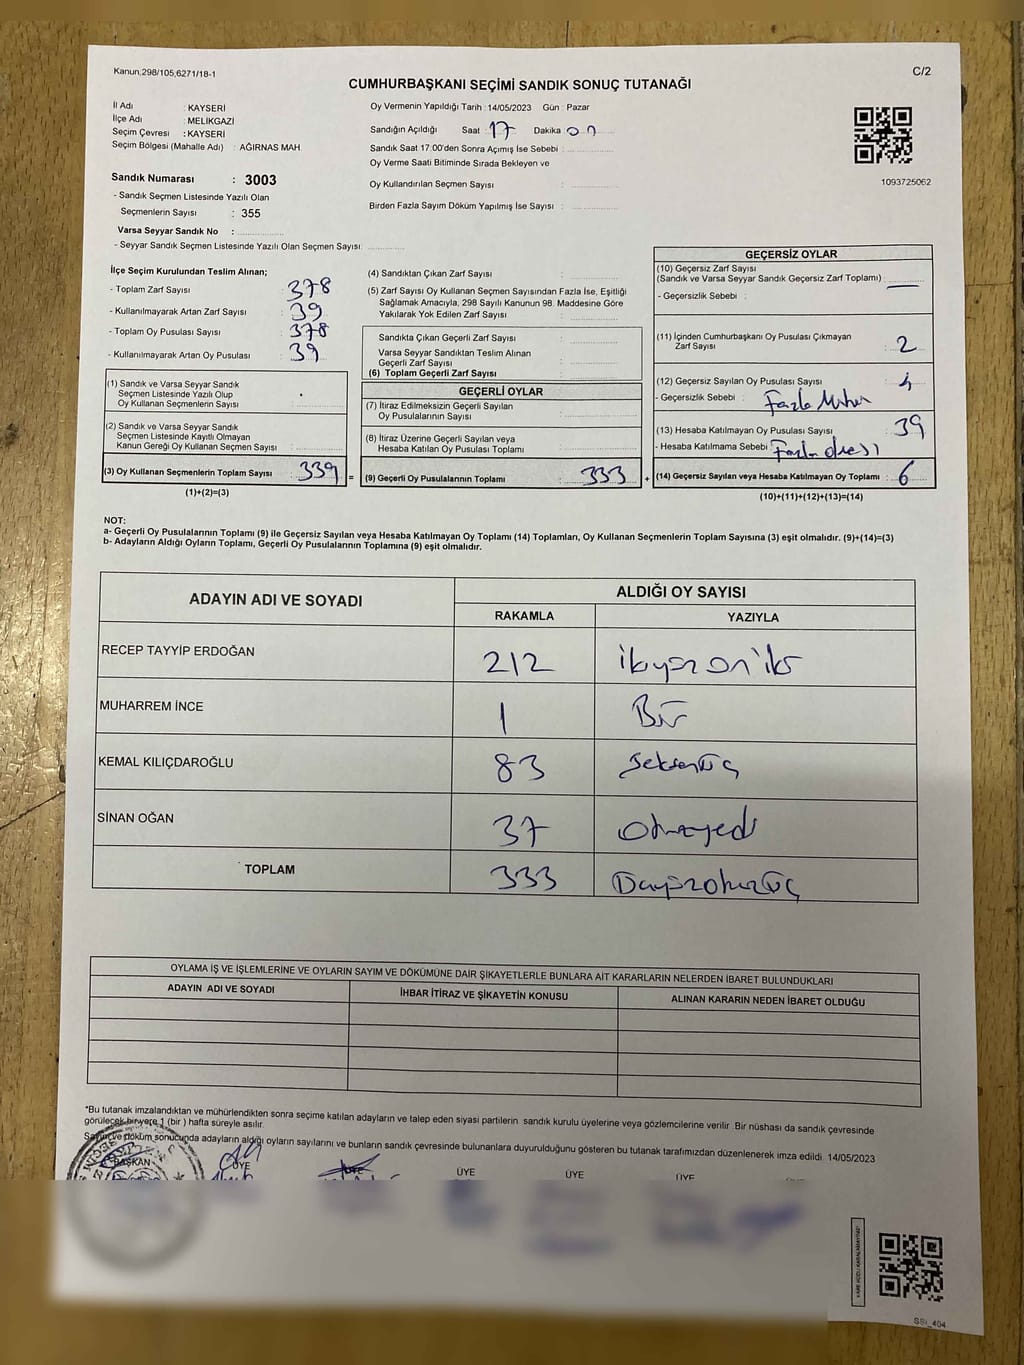 Kanun,298/105,6271/18-1
C/2
CUMHURBAŞKANI SEÇİMİ SANDIK SONUÇ TUTANAĞI
İl Adı : KAYSERİ
İlçe Adı : MELİKGAZİ
Seçim Çevresi : KAYSERİ
Seçim Bölgesi (Mahalle Adı) : AĞIRNAS MAH
Oy Vermenin Yapıldığı Tarih : 14/05/2023 Gün : Pazar
Sandığın Açıldığı Saat : 17 Dakika
Sandık Saat 17:00'den Sonra Açımış İse Sebebi :
Oy Verme Saati Bitiminde Sırada Bekleyen ve
Oy Kullandırılan Seçmen Sayısı :
Birden Fazla Sayım Döküm Yapılmış İse Sayısı :
1093725062
Sandık Numarası : 3003
- Sandık Seçmen Listesinde Yazılı Olan
Seçmenlerin Sayısı : 355
Varsa Seyyar Sandık No :
- Seyyar Sandık Seçmen Listesinde Yazılı Olan Seçmen Sayısı:
İlçe Seçim Kurulundan Teslim Alınan;
- Toplam Zarf Sayısı : 378
- Kullanılmayarak Artan Zarf Sayısı : 39
- Toplam Oy Pusulası Sayısı : 378
- Kullanılmayarak Artan Oy Pusulası : 39
(1) Sandık ve Varsa Seyyar Sandık
Seçmen Listesinde Yazılı Olup
Oy Kullanan Seçmenlerin Sayısı :
(2) Sandık ve Varsa Seyyar Sandık
Seçmen Listesinde Kayıtlı Olmayan
Kanun Gereği Oy Kullanan Seçmen Sayısı :
(3) Oy Kullanan Seçmenlerin Toplam Sayısı : 339 =
(1)+(2)=(3)
(4) Sandıktan Çıkan Zarf Sayısı :
(5) Zarf Sayısı Oy Kullanan Seçmen Sayısından Fazla İse, Eşitliği
Sağlamak Amacıyla, 298 Sayılı Kanunun 98. Maddesine Göre
Yakılarak Yok Edilen Zarf Sayısı :
Sandıkta Çıkan Geçerli Zarf Sayısı :
Varsa Seyyar Sandıktan Teslim Alınan
Geçerli Zarf Sayısı :
(6) Toplam Geçerli Zarf Sayısı :
GEÇERLİ OYLAR
(7) İtiraz Edilmeksizin Geçerli Sayılan
Oy Pusulalarının Sayısı :
(8) İtiraz Üzerine Geçerli Sayılan veya
Hesaba Katılan Oy Pusulaları Toplamı :
(9) Geçerli Oy Pusulalarının Toplamı : 333 +
GEÇERSİZ OYLAR
(10) Geçersiz Zarf Sayısı
(Sandık ve Varsa Seyyar Sandık Geçersiz Zarf Toplamı) :
- Geçersizlik Sebebi :
(11) İçinden Cumhurbaşkanı Oy Pusulası Çıkmayan
Zarf Sayısı : 2
(12) Geçersiz Sayılan Oy Pusulası Sayısı : 4
- Geçersizlik Sebebi : Fazla Mühür
(13) Hesaba Katılmayan Oy Pusulası Sayısı : 39
- Hesaba Katılmama Sebebi : Fazla
(14) Geçersiz Sayılan veya Hesaba Katılmayan Oy Toplamı : 6
(10)+(11)+(12)+(13)=(14)
NOT:
a- Geçerli Oy Pusulalarının Toplamı (9) ile Geçersiz Sayılan veya Hesaba Katılmayan Oy Toplamı (14) Toplamları, Oy Kullanan Seçmenlerin Toplam Sayısına (3) eşit olmalıdır. (9)+(14)=(3)
b- Adayların Aldığı Oyların Toplamı, Geçerli Oy Pusulalarının Toplamına (9) eşit olmalıdır.
ADAYIN ADI VE SOYADI
ALDIĞI OY SAYISI
RAKAMLA YAZIYLA
RECEP TAYYİP ERDOĞAN 212 ikiyüzoniki
MUHARREM İNCE 1 Bir
KEMAL KILIÇDAROĞLU 83 Seksenüç
SİNAN OĞAN 37 Otuzyedi
TOPLAM 333
OYLAMA İŞ VE İŞLEMLERİNE VE OYLARIN SAYIM VE DÖKÜMÜNE DAİR ŞİKAYETLERLE BUNLARA AİT KARARLARIN NELERDEN İBARET BULUNDUKLARI
ADAYIN ADI VE SOYADI İHBAR İTİRAZ VE ŞİKAYETİN KONUSU ALINAN KARARIN NEDEN İBARET OLDUĞU
*Bu tutanak imzalandıktan ve mühürlendikten sonra seçime katılan adayların ve talep eden siyasi partilerin sandık kurulu üyelerine veya gözlemcilerine verilir. Bir nüshası da sandık çevresinde
görülecek bir yere 1 (bir ) hafta süreyle asılır.
Sayım ve döküm sonucunda adayların aldığı oyların sayılarını ve bunların sandık çevresinde bulunanlara duyurulduğunu gösteren bu tutanak tarafımızdan düzenlenerek imza edildi. 14/05/2023
BAŞKAN ÜYE ÜYE ÜYE ÜYE ÜYE
SSI_404